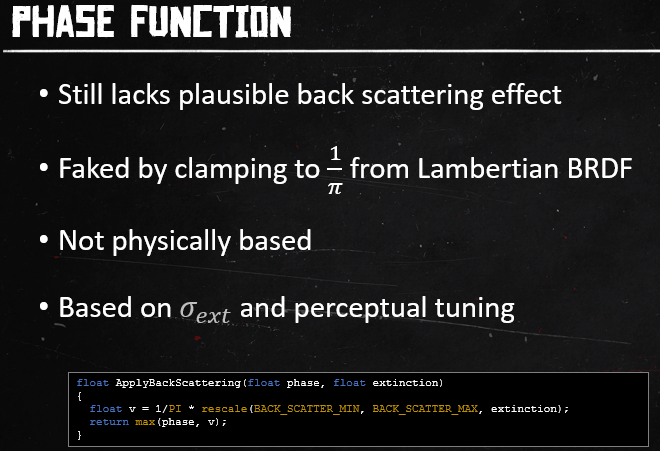 PHASE FUNCTION
• Still lacks plausible back scattering effect
• Faked by clamping to 1/π from Lambertian BRDF
• Not physically based
• Based on σext and perceptual tuning
float ApplyBackScattering(float phase, float extinction)
{
  float v = 1/PI * rescale(BACK_SCATTER_MIN, BACK_SCATTER_MAX, extinction);
  return max(phase, v);
}